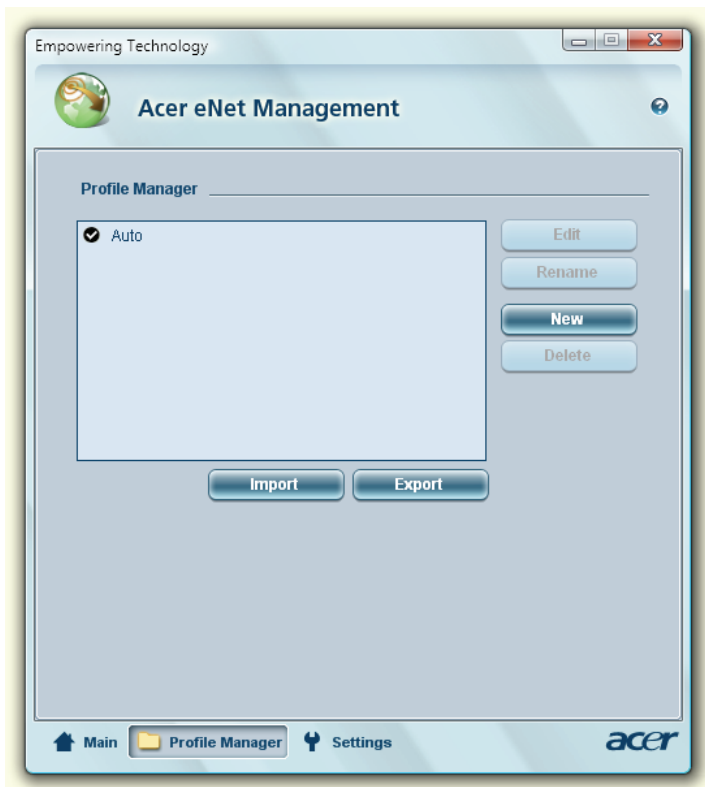 Empowering Technology
Acer eNet Management
Profile Manager
Auto
Edit
Rename
New
Delete
Import Export
Main Profile Manager Settings acer